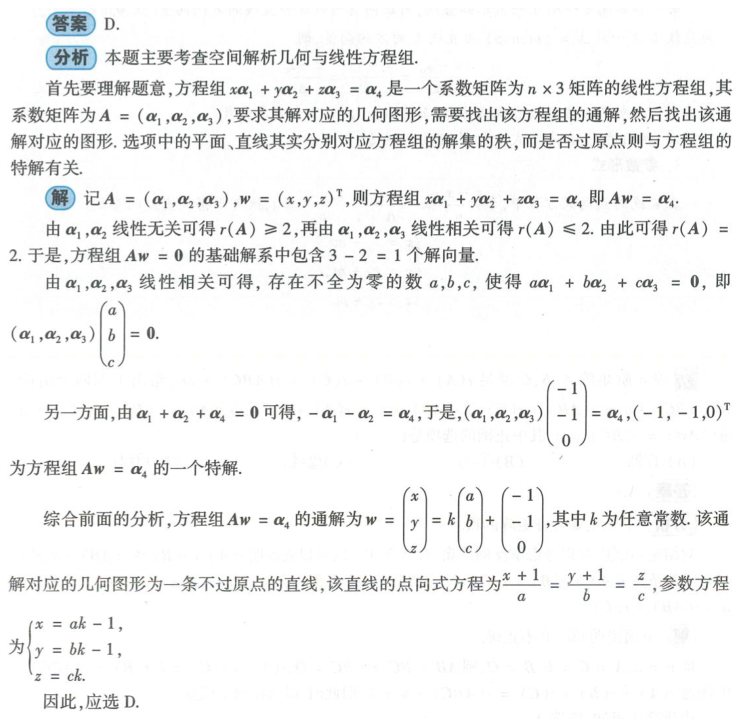 答案 D.
分析 本题主要考查空间解析几何与线性方程组.
首先要理解题意,方程组 xα₁ + yα₂ + zα₃ = α₄ 是一个系数矩阵为 n × 3 矩阵的线性方程组,其
系数矩阵为 A = (α₁,α₂,α₃),要求其解对应的几何图形,需要找出该方程组的通解,然后找出该通
解对应的图形. 选项中的平面、直线其实分别对应方程组的解集的秩,而是否过原点则与方程组的
特解有关.
解 记 A = (α₁,α₂,α₃),w = (x,y,z)ᵀ,则方程组 xα₁ + yα₂ + zα₃ = α₄ 即 Aw = α₄.
由 α₁,α₂ 线性无关可得 r(A) ≥ 2,再由 α₁,α₂,α₃ 线性相关可得 r(A) ≤ 2. 由此可得 r(A) =
2. 于是,方程组 Aw = 0 的基础解系中包含 3 − 2 = 1 个解向量.
由 α₁,α₂,α₃ 线性相关可得, 存在不全为零的数 a,b,c, 使得 aα₁ + bα₂ + cα₃ = 0, 即
(α₁,α₂,α₃)(a b c) = 0.
另一方面,由 α₁ + α₂ + α₄ = 0 可得, − α₁ − α₂ = α₄,于是,(α₁,α₂,α₃)(−1 −1 0) = α₄,(− 1, − 1,0)ᵀ
为方程组 Aw = α₄ 的一个特解.
综合前面的分析,方程组 Aw = α₄ 的通解为 w = (x y z) = k(a b c) + (−1 −1 0),其中 k 为任意常数. 该通
解对应的几何图形为一条不过原点的直线,该直线的点向式方程为 (x + 1)/a = (y + 1)/b = z/c,参数方程
为{x = ak − 1,
y = bk − 1,
z = ck.
因此,应选 D.